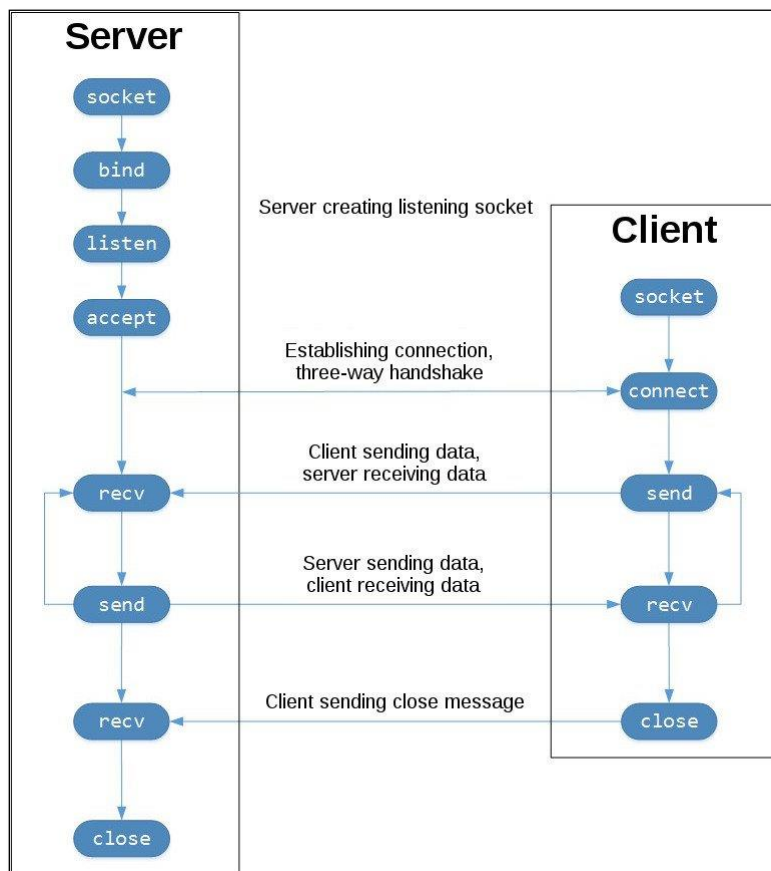 Server
socket
bind
listen
accept
recv
send
recv
close
Server creating listening socket
Establishing connection,
three-way handshake
Client sending data,
server receiving data
Server sending data,
client receiving data
Client sending close message
Client
socket
connect
send
recv
close